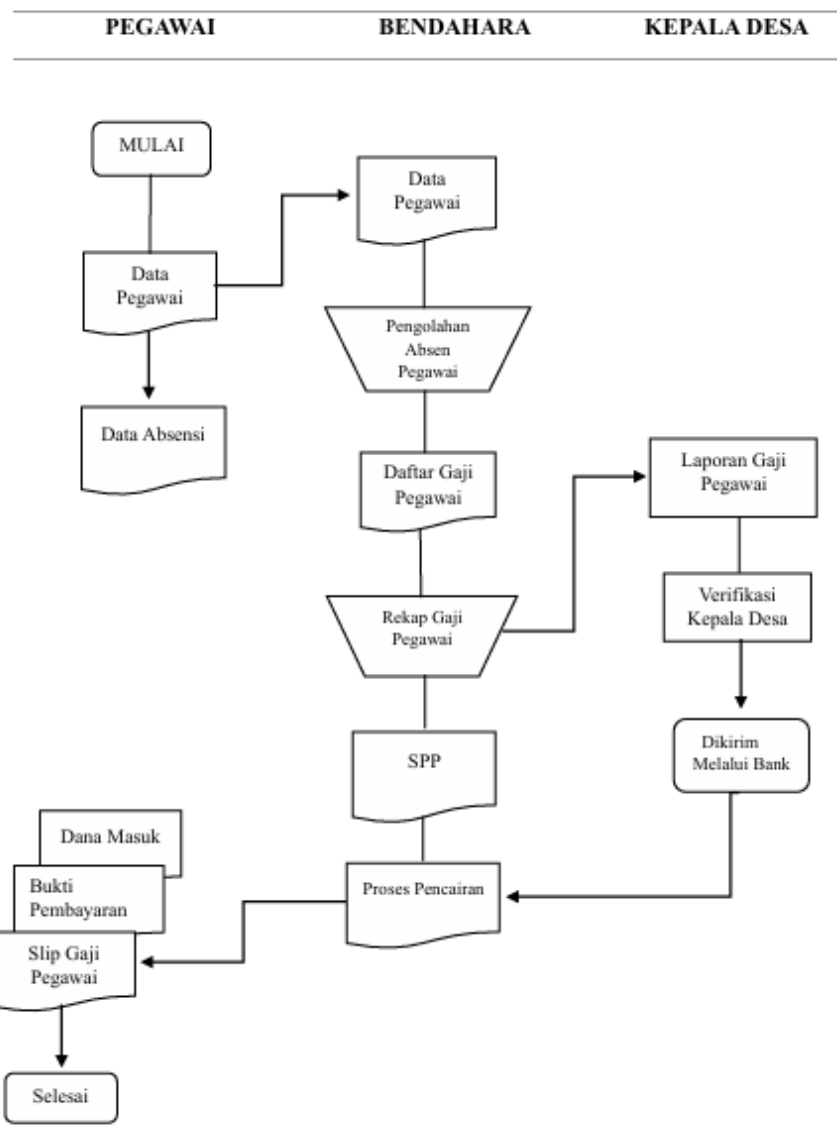 PEGAWAI BENDAHARA KEPALA DESA
MULAI
Data
Pegawai
Data
Pegawai
Pengolahan
Absen
Pegawai
Data Absensi
Daftar Gaji
Pegawai
Laporan Gaji
Pegawai
Rekap Gaji
Pegawai
Verifikasi
Kepala Desa
SPP
Dikirim
Melalui Bank
Dana Masuk
Bukti
Pembayaran
Proses Pencairan
Slip Gaji
Pegawai
Selesai